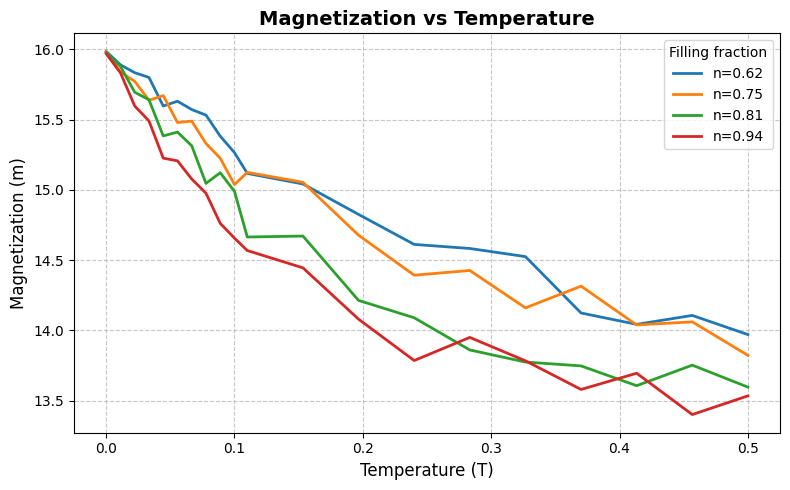 Magnetization vs Temperature
Filling fraction
n=0.62
n=0.75
n=0.81
n=0.94
Magnetization (m)
16.0
15.5
15.0
14.5
14.0
13.5
0.0 0.1 0.2 0.3 0.4 0.5
Temperature (T)